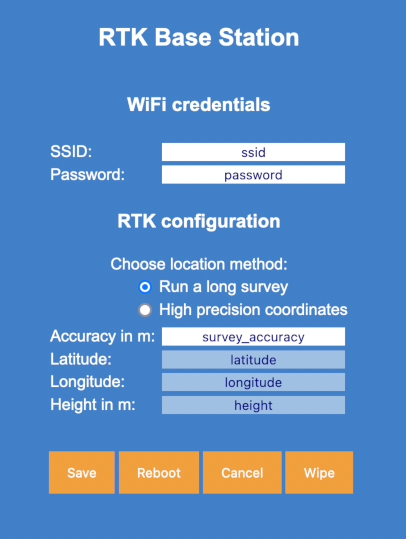 RTK Base Station
WiFi credentials
SSID: ssid
Password: password
RTK configuration
Choose location method:
Run a long survey
High precision coordinates
Accuracy in m: survey_accuracy
Latitude: latitude
Longitude: longitude
Height in m: height
Save Reboot Cancel Wipe